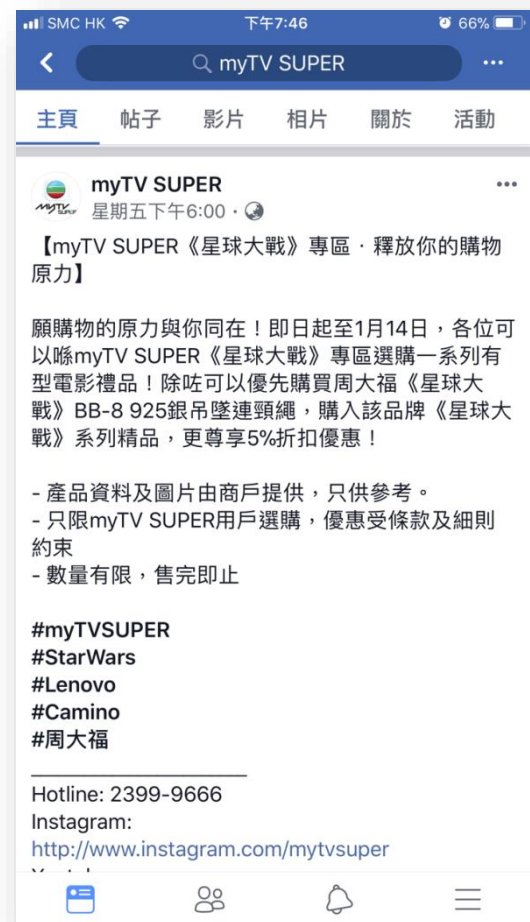 SMC HK 下午7:46 66%
myTV SUPER
主頁 帖子 影片 相片 關於 活動
myTV SUPER
星期五下午6:00 ·
【myTV SUPER《星球大戰》專區 · 釋放你的購物
原力】
願購物的原力與你同在！即日起至1月14日，各位可
以喺myTV SUPER《星球大戰》專區選購一系列有
型電影禮品！除咗可以優先購買周大福《星球大
戰》BB-8 925銀吊墜連頸繩，購入該品牌《星球大
戰》系列精品，更尊享5%折扣優惠！
- 產品資料及圖片由商戶提供，只供參考。
- 只限myTV SUPER用戶選購，優惠受條款及細則
約束
- 數量有限，售完即止
#myTVSUPER
#StarWars
#Lenovo
#Camino
#周大福
Hotline: 2399-9666
Instagram:
http://www.instagram.com/mytvsuper